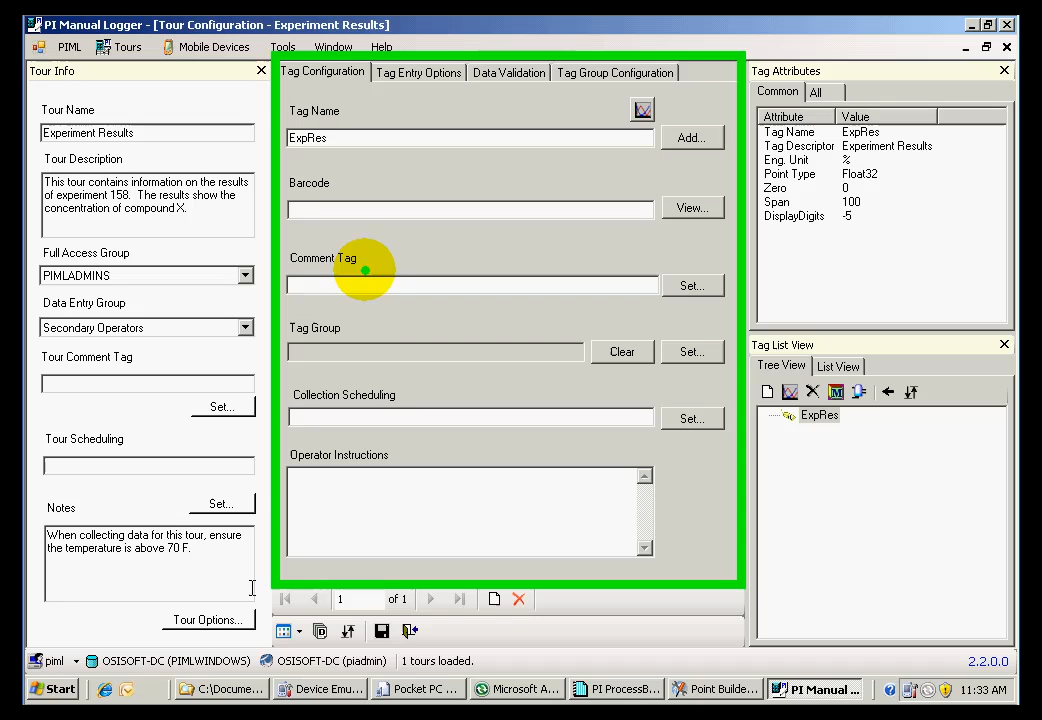 PI Manual Logger - [Tour Configuration - Experiment Results]
PIML Tours Mobile Devices Tools Window Help
Tour Info
Tour Name
Experiment Results
Tour Description
This tour contains information on the results
of experiment 158. The results show the
concentration of compound X.
Full Access Group
PIMLADMINS
Data Entry Group
Secondary Operators
Tour Comment Tag
Set...
Tour Scheduling
Set...
Notes
When collecting data for this tour, ensure
the temperature is above 70 F.
Tour Options...
Tag Configuration Tag Entry Options Data Validation Tag Group Configuration
Tag Name
ExpRes
Add...
Barcode
View...
Comment Tag
Set...
Tag Group
Clear Set...
Collection Scheduling
Set...
Operator Instructions
1 of 1
Tag Attributes
Common All
Attribute Value
Tag Name ExpRes
Tag Descriptor Experiment Results
Eng. Unit %
Point Type Float32
Zero 0
Span 100
DisplayDigits -5
Tag List View
Tree View List View
ExpRes
piml OSISOFT-DC (PIMLWINDOWS) OSISOFT-DC (piadmin) 1 tours loaded. 2.2.0.0
Start C:\Docume... Device Emu... Pocket PC ... Microsoft A... PI ProcessB... Point Builde... PI Manual ... 11:33 AM